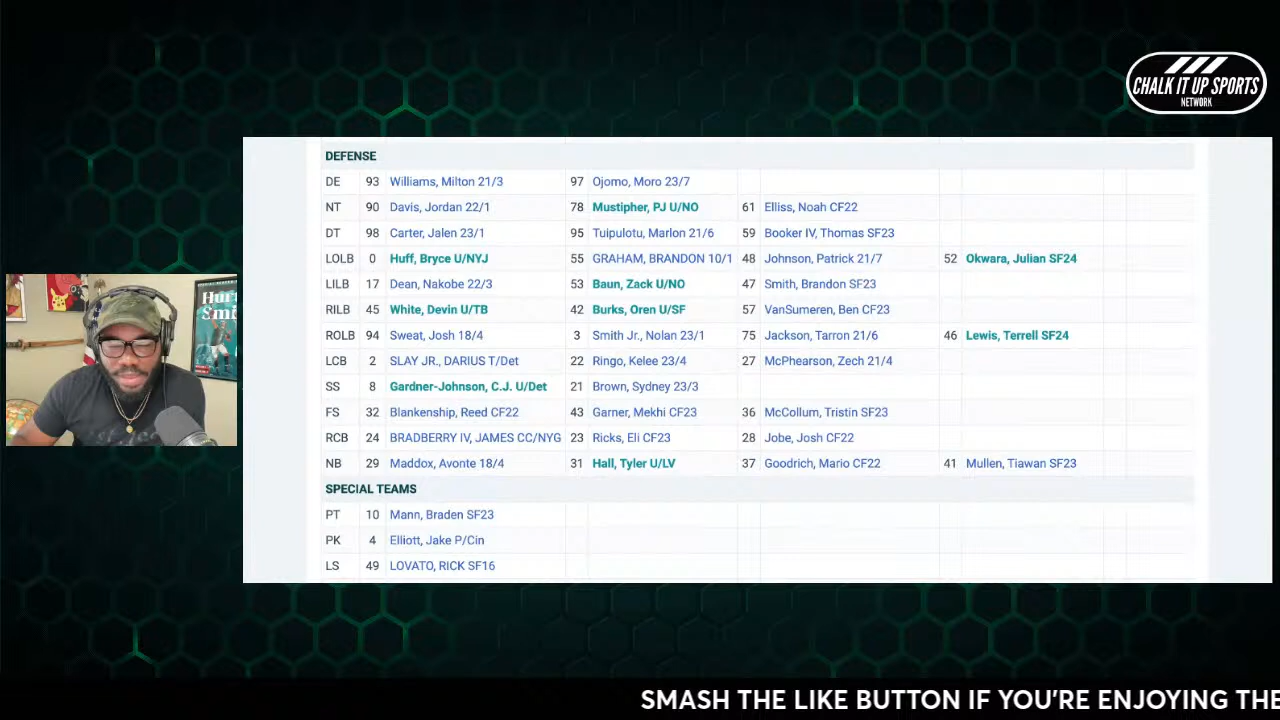 CHALK IT UP SPORTS
NETWORK
DEFENSE
DE 93 Williams, Milton 21/3 97 Ojomo, Moro 23/7
NT 90 Davis, Jordan 22/1 78 Mustipher, PJ U/NO 61 Elliss, Noah CF22
DT 98 Carter, Jalen 23/1 95 Tuipulotu, Marlon 21/6 59 Booker IV, Thomas SF23
LOLB 0 Huff, Bryce U/NYJ 55 GRAHAM, BRANDON 10/1 48 Johnson, Patrick 21/7 52 Okwara, Julian SF24
LILB 17 Dean, Nakobe 22/3 53 Baun, Zack U/NO 47 Smith, Brandon SF23
RILB 45 White, Devin U/TB 42 Burks, Oren U/SF 57 VanSumeren, Ben CF23
ROLB 94 Sweat, Josh 18/4 3 Smith Jr., Nolan 23/1 75 Jackson, Tarron 21/6 46 Lewis, Terrell SF24
LCB 2 SLAY JR., DARIUS T/Det 22 Ringo, Kelee 23/4 27 McPhearson, Zech 21/4
SS 8 Gardner-Johnson, C.J. U/Det 21 Brown, Sydney 23/3
FS 32 Blankenship, Reed CF22 43 Garner, Mekhi CF23 36 McCollum, Tristin SF23
RCB 24 BRADBERRY IV, JAMES CC/NYG 23 Ricks, Eli CF23 28 Jobe, Josh CF22
NB 29 Maddox, Avonte 18/4 31 Hall, Tyler U/LV 37 Goodrich, Mario CF22 41 Mullen, Tiawan SF23
SPECIAL TEAMS
PT 10 Mann, Braden SF23
PK 4 Elliott, Jake P/Cin
LS 49 LOVATO, RICK SF16
SMASH THE LIKE BUTTON IF YOU'RE ENJOYING THE